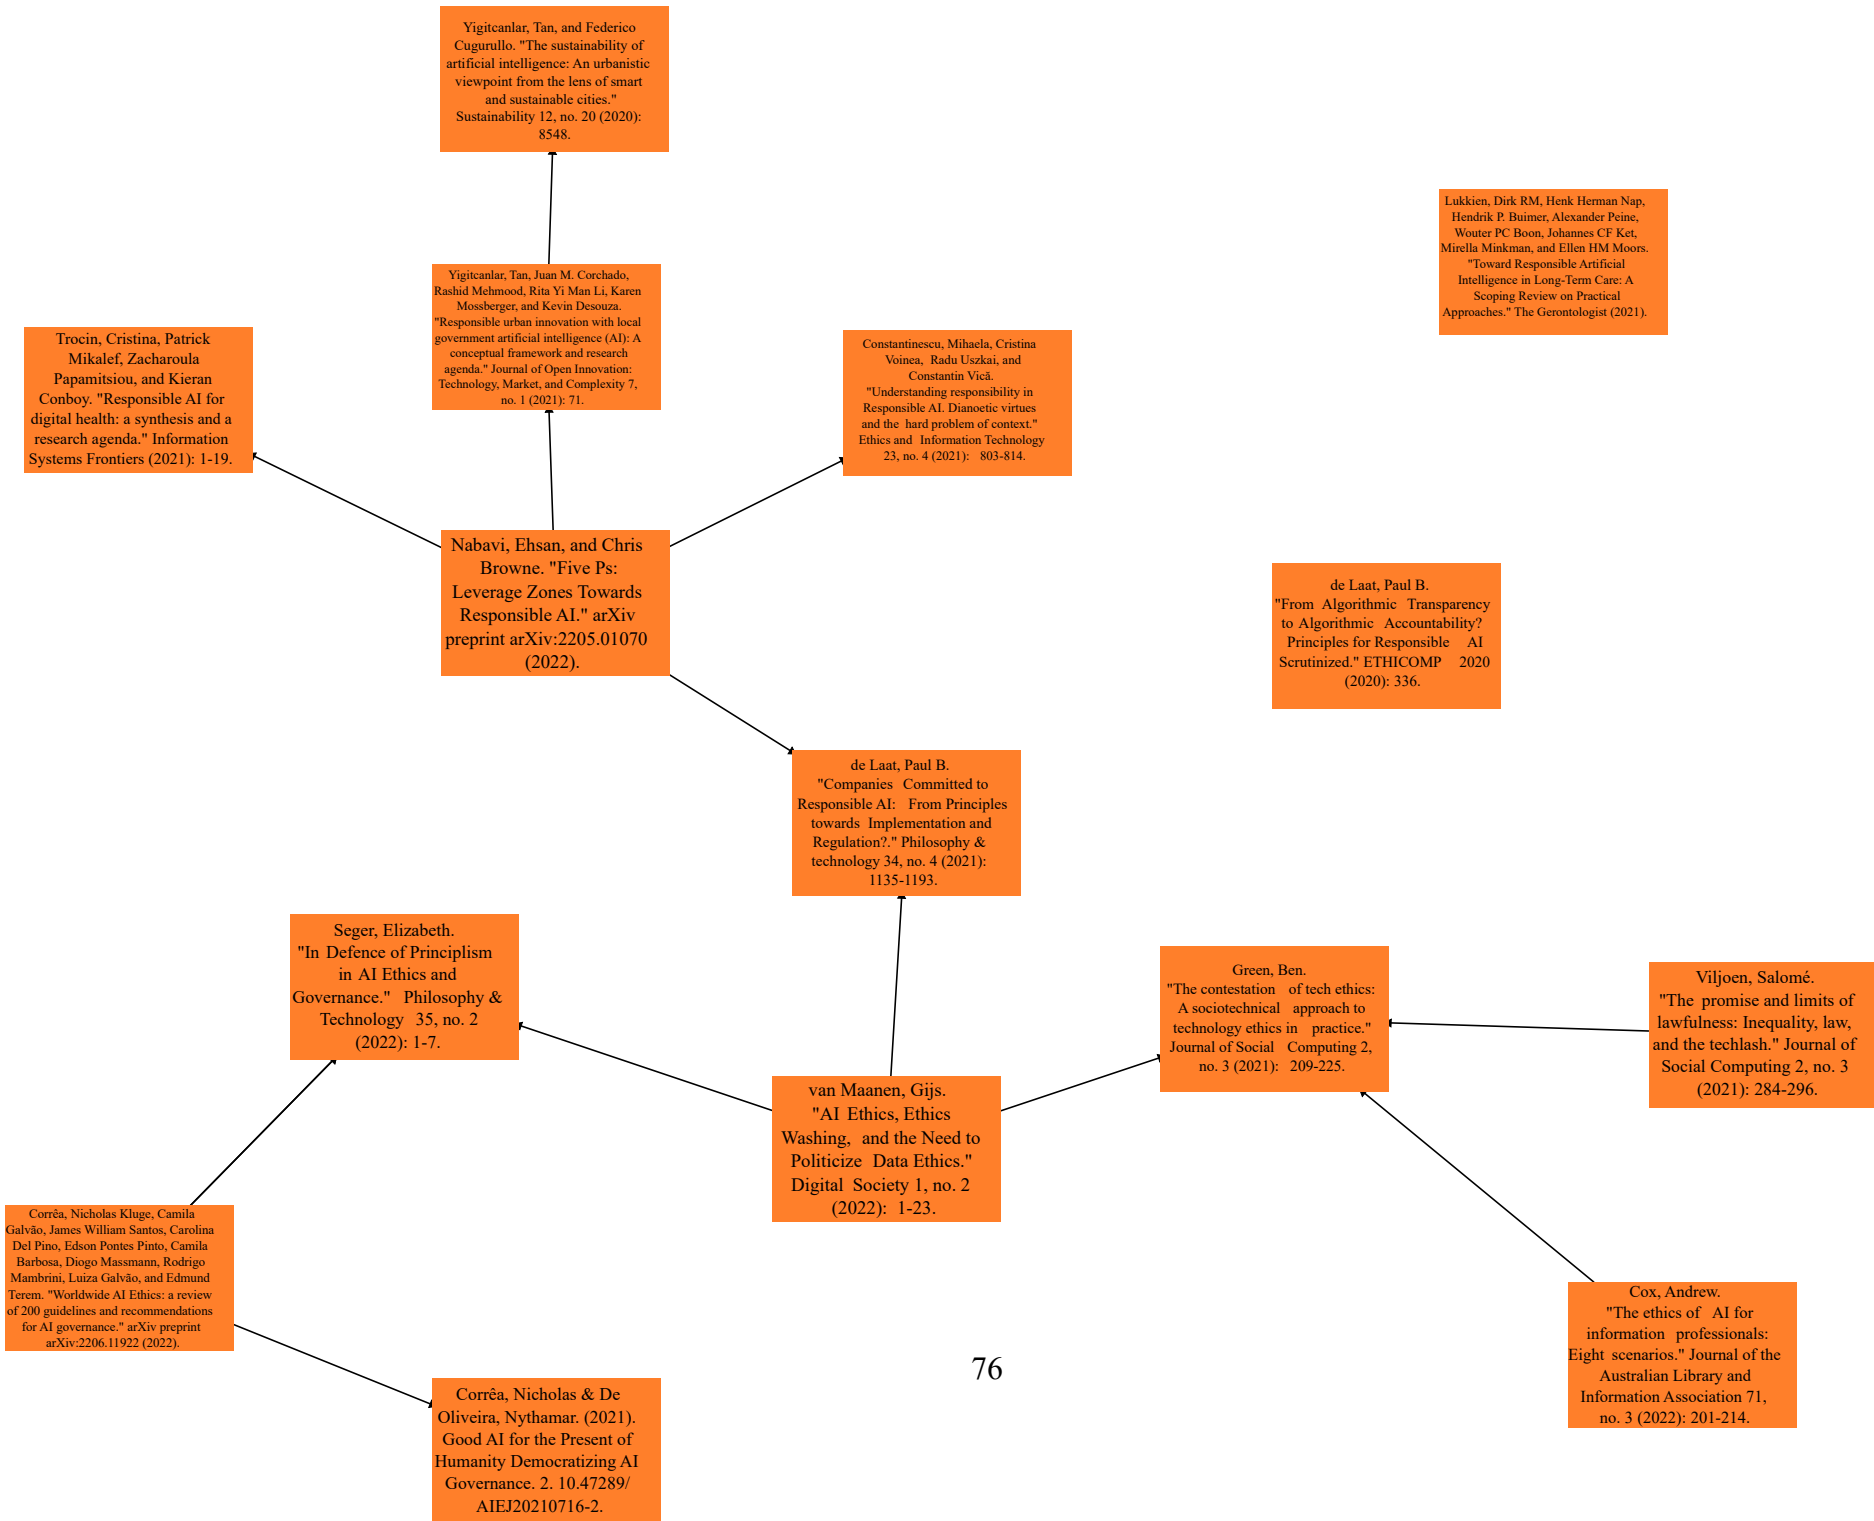 Yigitcanlar, Tan, and Federico
Cugurullo. "The sustainability of
artificial intelligence: An urbanistic
viewpoint from the lens of smart
and sustainable cities."
Sustainability 12, no. 20 (2020):
8548.
Lukkien, Dirk RM, Henk Herman Nap,
Hendrik P. Buimer, Alexander Peine,
Wouter PC Boon, Johannes CF Ket,
Mirella Minkman, and Ellen HM Moors.
"Toward Responsible Artificial
Intelligence in Long-Term Care: A
Scoping Review on Practical
Approaches." The Gerontologist (2021).
Yigitcanlar, Tan, Juan M. Corchado,
Rashid Mehmood, Rita Yi Man Li, Karen
Mossberger, and Kevin Desouza.
"Responsible urban innovation with local
government artificial intelligence (AI): A
conceptual framework and research
agenda." Journal of Open Innovation:
Technology, Market, and Complexity 7,
no. 1 (2021): 71.
Trocin, Cristina, Patrick
Mikalef, Zacharoula
Papamitsiou, and Kieran
Conboy. "Responsible AI for
digital health: a synthesis and a
research agenda." Information
Systems Frontiers (2021): 1-19.
Constantinescu, Mihaela, Cristina
Voinea, Radu Uszkai, and
Constantin Vică.
"Understanding responsibility in
Responsible AI. Dianoetic virtues
and the hard problem of context."
Ethics and Information Technology
23, no. 4 (2021): 803-814.
Nabavi, Ehsan, and Chris
Browne. "Five Ps:
Leverage Zones Towards
Responsible AI." arXiv
preprint arXiv:2205.01070
(2022).
de Laat, Paul B.
"From Algorithmic Transparency
to Algorithmic Accountability?
Principles for Responsible AI
Scrutinized." ETHICOMP 2020
(2020): 336.
de Laat, Paul B.
"Companies Committed to
Responsible AI: From Principles
towards Implementation and
Regulation?." Philosophy &
technology 34, no. 4 (2021):
1135-1193.
Seger, Elizabeth.
"In Defence of Principlism
in AI Ethics and
Governance." Philosophy &
Technology 35, no. 2
(2022): 1-7.
Green, Ben.
"The contestation of tech ethics:
A sociotechnical approach to
technology ethics in practice."
Journal of Social Computing 2,
no. 3 (2021): 209-225.
Viljoen, Salomé.
"The promise and limits of
lawfulness: Inequality, law,
and the techlash." Journal of
Social Computing 2, no. 3
(2021): 284-296.
van Maanen, Gijs.
"AI Ethics, Ethics
Washing, and the Need to
Politicize Data Ethics."
Digital Society 1, no. 2
(2022): 1-23.
Corrêa, Nicholas Kluge, Camila
Galvão, James William Santos, Carolina
Del Pino, Edson Pontes Pinto, Camila
Barbosa, Diogo Massmann, Rodrigo
Mambrini, Luiza Galvão, and Edmund
Terem. "Worldwide AI Ethics: a review
of 200 guidelines and recommendations
for AI governance." arXiv preprint
arXiv:2206.11922 (2022).
Cox, Andrew.
"The ethics of AI for
information professionals:
Eight scenarios." Journal of the
Australian Library and
Information Association 71,
no. 3 (2022): 201-214.
76
Corrêa, Nicholas & De
Oliveira, Nythamar. (2021).
Good AI for the Present of
Humanity Democratizing AI
Governance. 2. 10.47289/
AIEJ20210716-2.